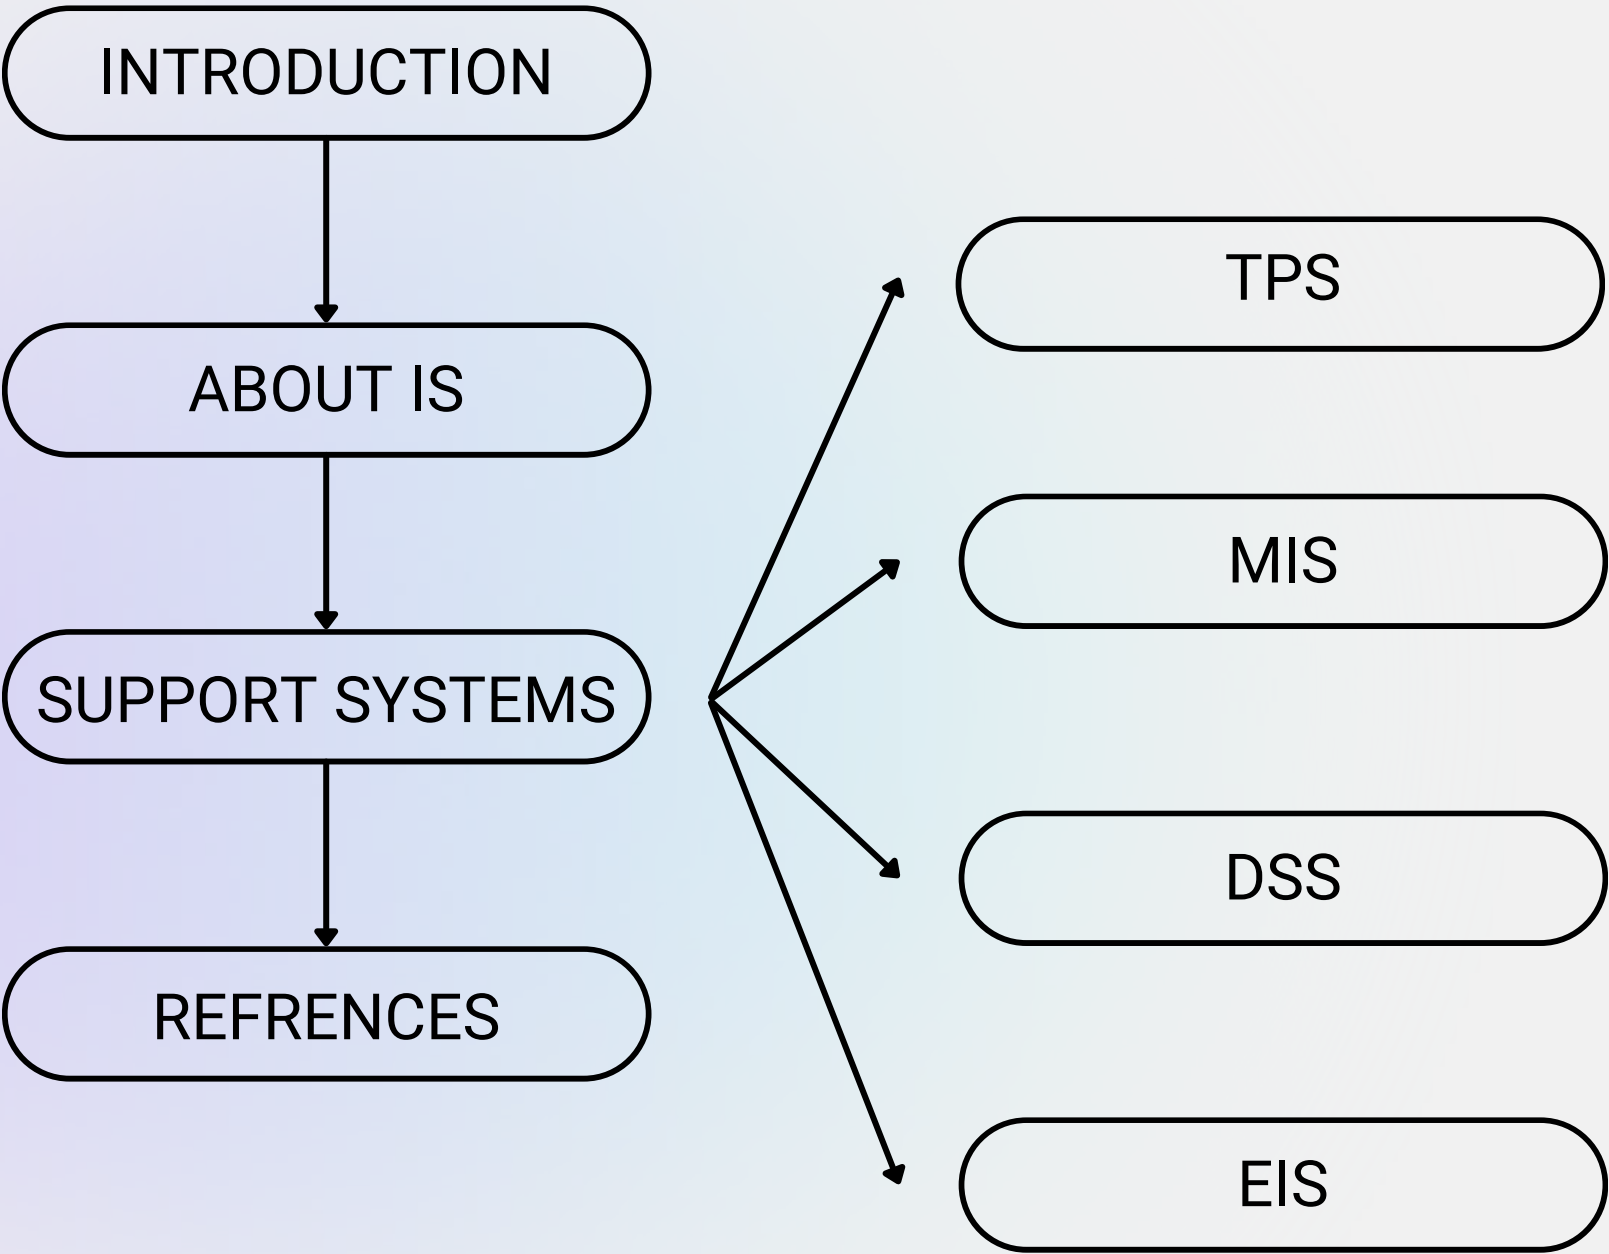 INTRODUCTION
ABOUT IS
SUPPORT SYSTEMS
REFRENCES
TPS
MIS
DSS
EIS